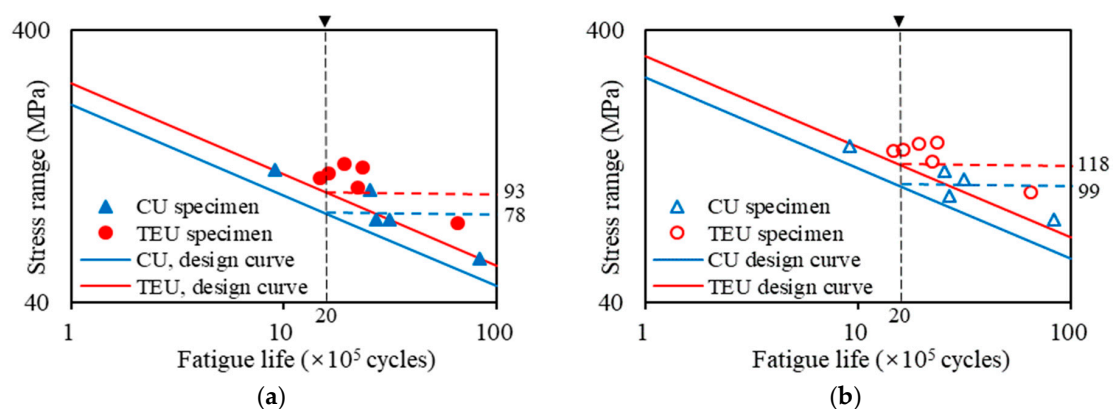 400
Stress ramge (MPa)
CU specimen
TEU specimen
CU, design curve
TEU, design curve
93
78
40
1
10
20
100
Fatigue life (×10⁵ cycles)
(a)
400
Stress ramge (MPa)
CU specimen
TEU specimen
CU design curve
TEU design curve
118
99
40
1
10
20
100
Fatigue life (×10⁵ cycles)
(b)